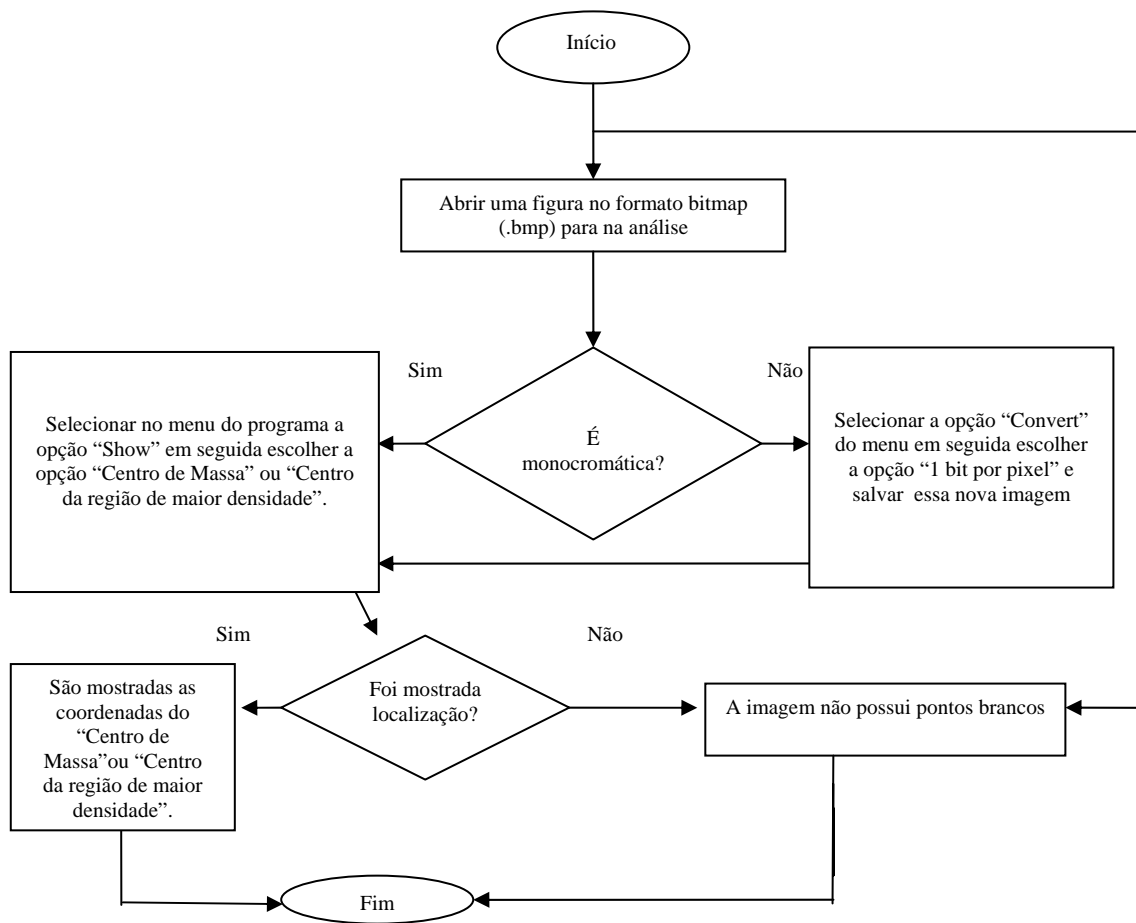 Início
Abrir uma figura no formato bitmap
(.bmp) para na análise
Sim
Não
É
monocromática?
Selecionar no menu do programa a
opção “Show” em seguida escolher a
opção “Centro de Massa” ou “Centro
da região de maior densidade”.
Selecionar a opção “Convert”
do menu em seguida escolher
a opção “1 bit por pixel” e
salvar  essa nova imagem
Sim
Não
Foi mostrada
localização?
São mostradas as
coordenadas do
“Centro de
Massa”ou “Centro
da região de maior
densidade”.
A imagem não possui pontos brancos
Fim